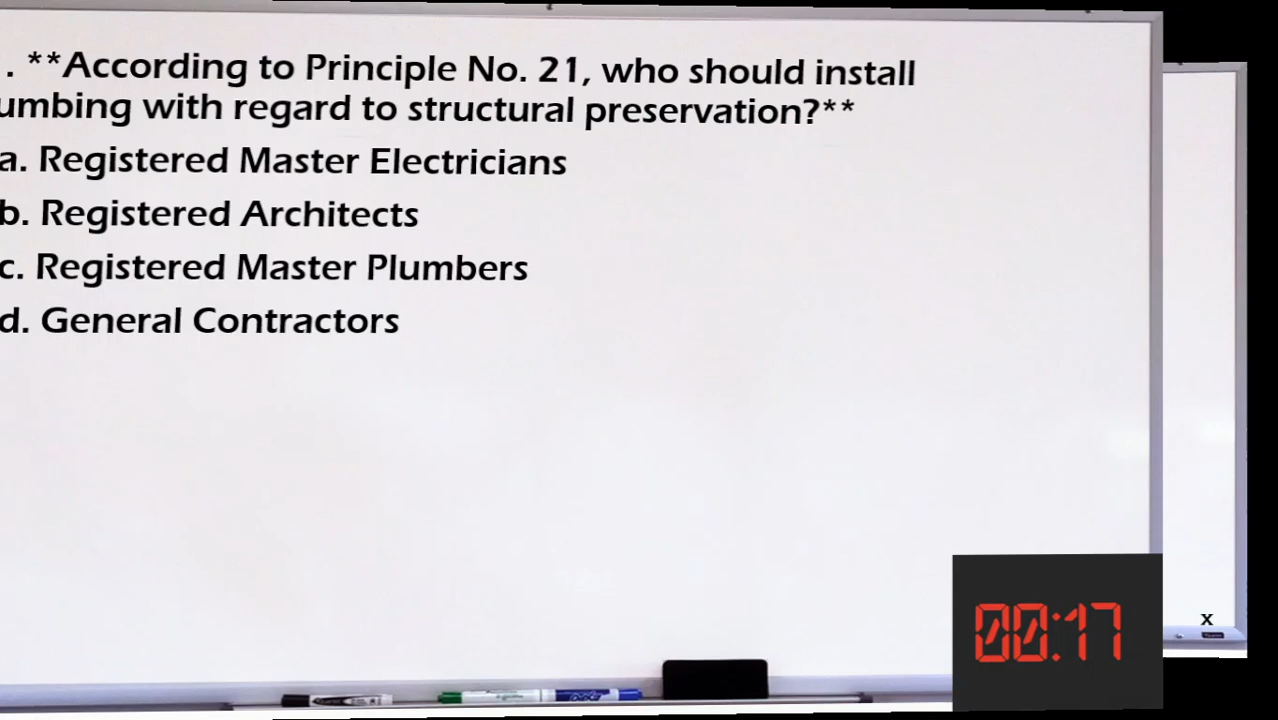 . **According to Principle No. 21, who should install
umbing with regard to structural preservation?**
a. Registered Master Electricians
b. Registered Architects
c. Registered Master Plumbers
d. General Contractors
00:17
x